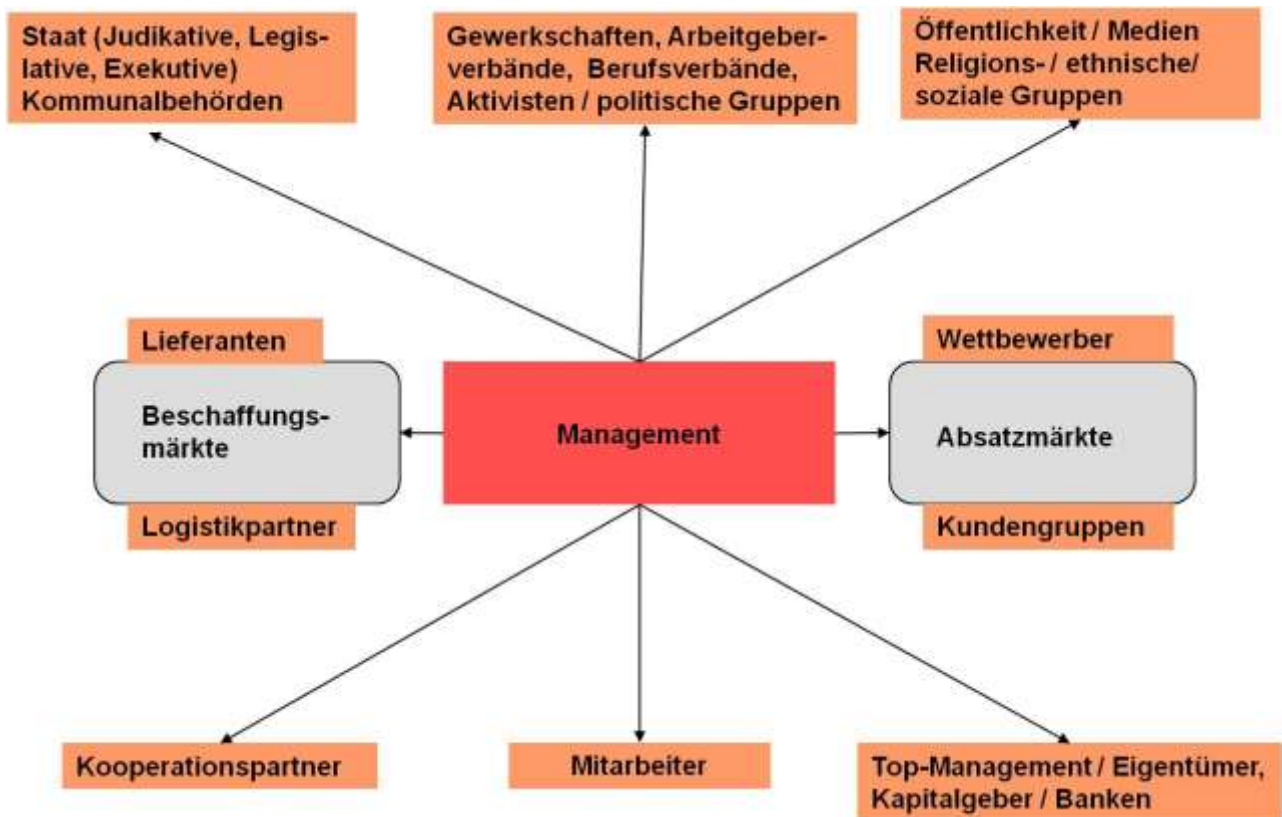 Staat (Judikative, Legis-
lative, Exekutive)
Kommunalbehörden
Gewerkschaften, Arbeitgeber-
verbände, Berufsverbände,
Aktivisten / politische Gruppen
Öffentlichkeit / Medien
Religions- / ethnische/
soziale Gruppen
Lieferanten
Beschaffungs-
märkte
Logistikpartner
Management
Wettbewerber
Absatzmärkte
Kundengruppen
Kooperationspartner
Mitarbeiter
Top-Management / Eigentümer,
Kapitalgeber / Banken